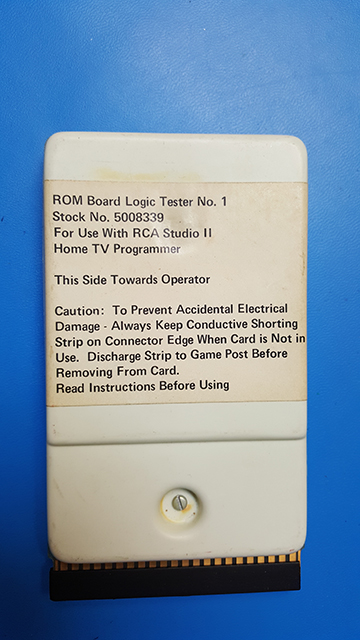 ROM Board Logic Tester No. 1
Stock No. 5008339
For Use With RCA Studio II
Home TV Programmer
This Side Towards Operator
Caution: To Prevent Accidental Electrical
Damage - Always Keep Conductive Shorting
Strip on Connector Edge When Card is Not in
Use. Discharge Strip to Game Post Before
Removing From Card.
Read Instructions Before Using